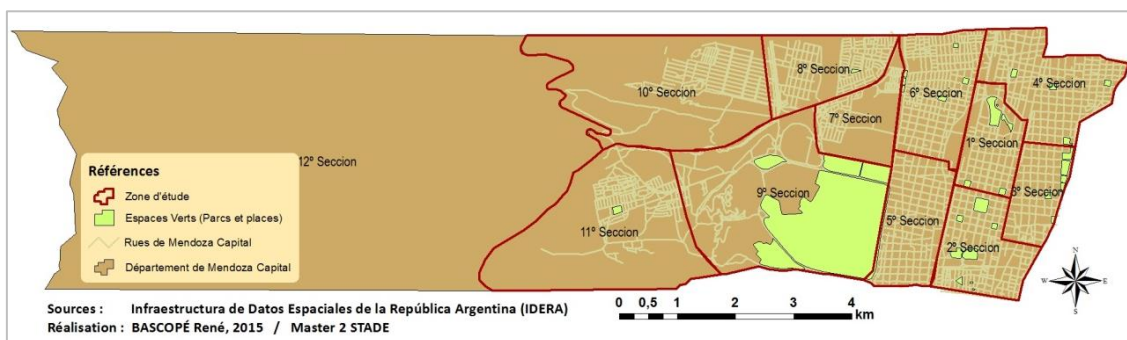 8º Seccion
6º Seccion
4º Seccion
10º Seccion
7º Seccion
1º Seccion
12º Seccion
9º Seccion
3º Seccion
5º Seccion
11º Seccion
2º Seccion
Références
Zone d'étude
Espaces Verts (Parcs et places)
Rues de Mendoza Capital
Département de Mendoza Capital
N
W E
S
Sources : Infraestructura de Datos Espaciales de la República Argentina (IDERA)
Réalisation : BASCOPÉ René, 2015 / Master 2 STADE
0 0,5 1 2 3 4
km